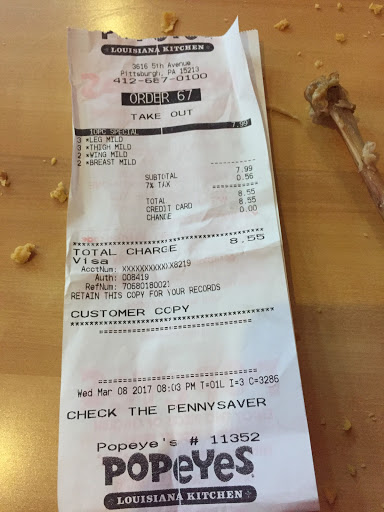 POPEYES
LOUISIANA KITCHEN
3616 5th Avenue
Pittsburgh, PA 15213
412-687-0100
ORDER 67
TAKE OUT
10PC SPECIAL 7.99
3 *LEG MILD
3 *THIGH MILD
2 *WING MILD
2 *BREAST MILD
-----------
SUBTOTAL 7.99
7% TAX 0.56
-----------
TOTAL 8.55
CREDIT CARD 8.55
CHANGE 0.00
TOTAL CHARGE 8.55
Visa
AcctNum: XXXXXXXXXXXX8219
Auth: 008419
RefNum: 70680180021
RETAIN THIS COPY FOR YOUR RECORDS
CUSTOMER COPY
Wed Mar 08 2017 08:03 PM T=01L I=3 C=3286
CHECK THE PENNYSAVER
Popeye's # 11352
POPEYES
LOUISIANA KITCHEN